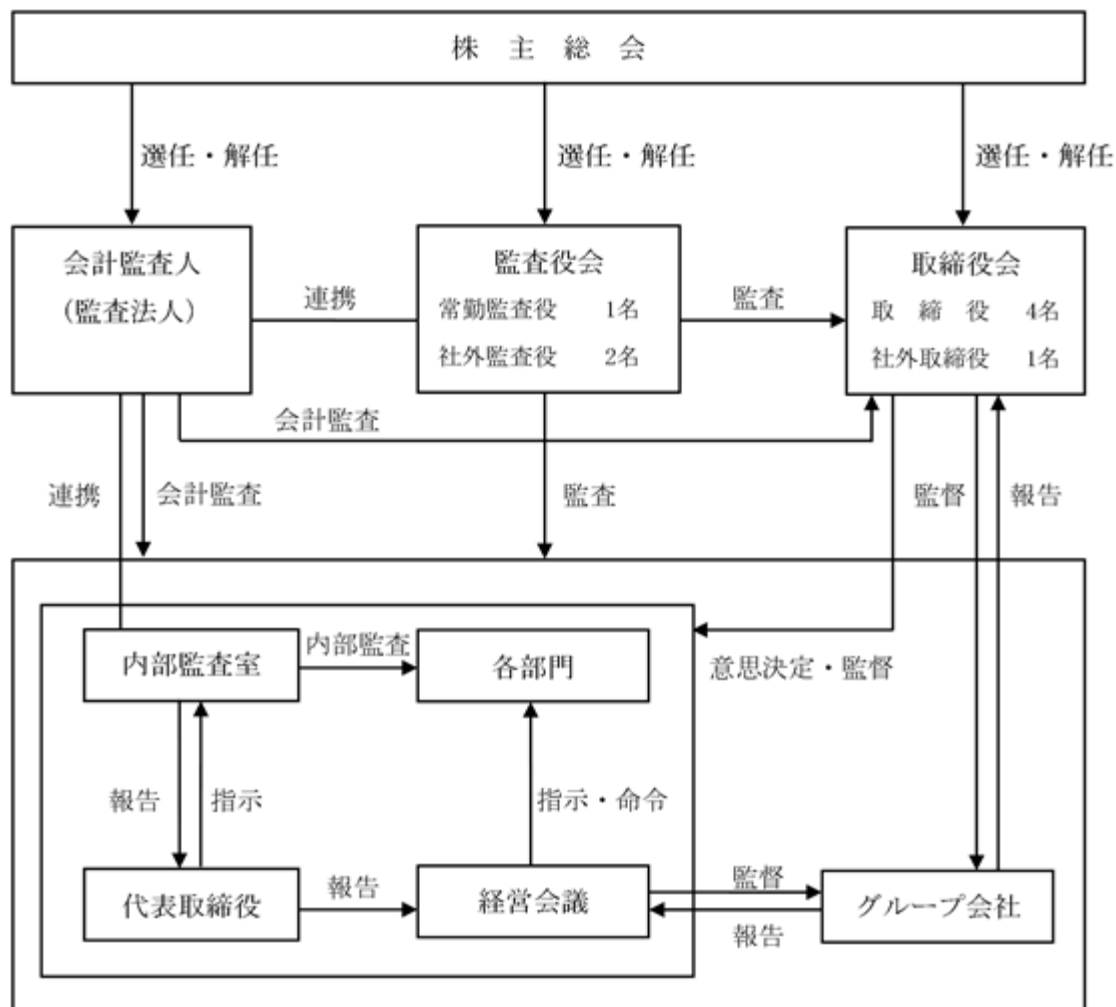 株 主 総 会
選任・解任
選任・解任
選任・解任
会計監査人
(監査法人)
連携
監査役会
常勤監査役 1名
社外監査役 2名
監査
取締役会
取 締 役 4名
社外取締役 1名
会計監査
連携
会計監査
監査
監督
報告
内部監査室
内部監査
各部門
意思決定・監督
報告
指示
指示・命令
代表取締役
報告
経営会議
監督
報告
グループ会社